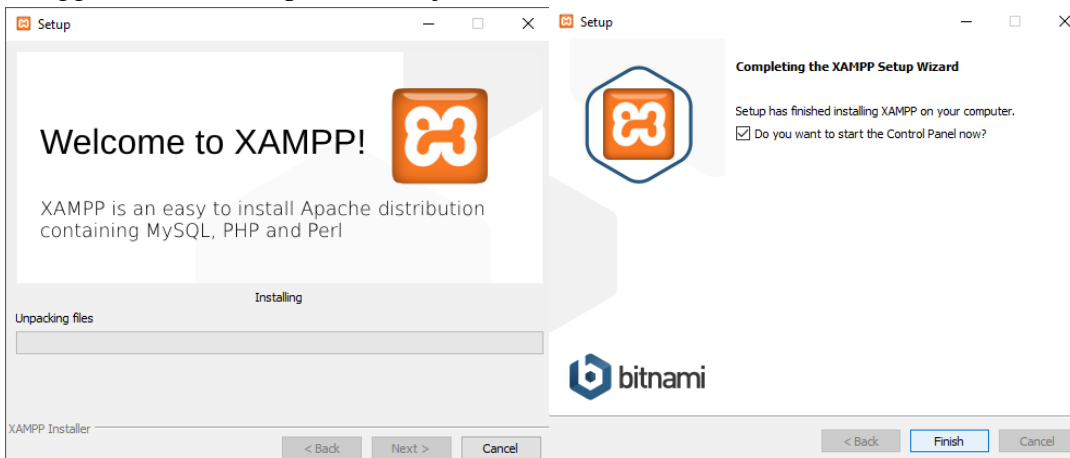 Setup
Welcome to XAMPP!
XAMPP is an easy to install Apache distribution
containing MySQL, PHP and Perl
Installing
Unpacking files
XAMPP Installer
< Back Next > Cancel
Setup
Completing the XAMPP Setup Wizard
Setup has finished installing XAMPP on your computer.
Do you want to start the Control Panel now?
bitnami
< Back Finish Cancel